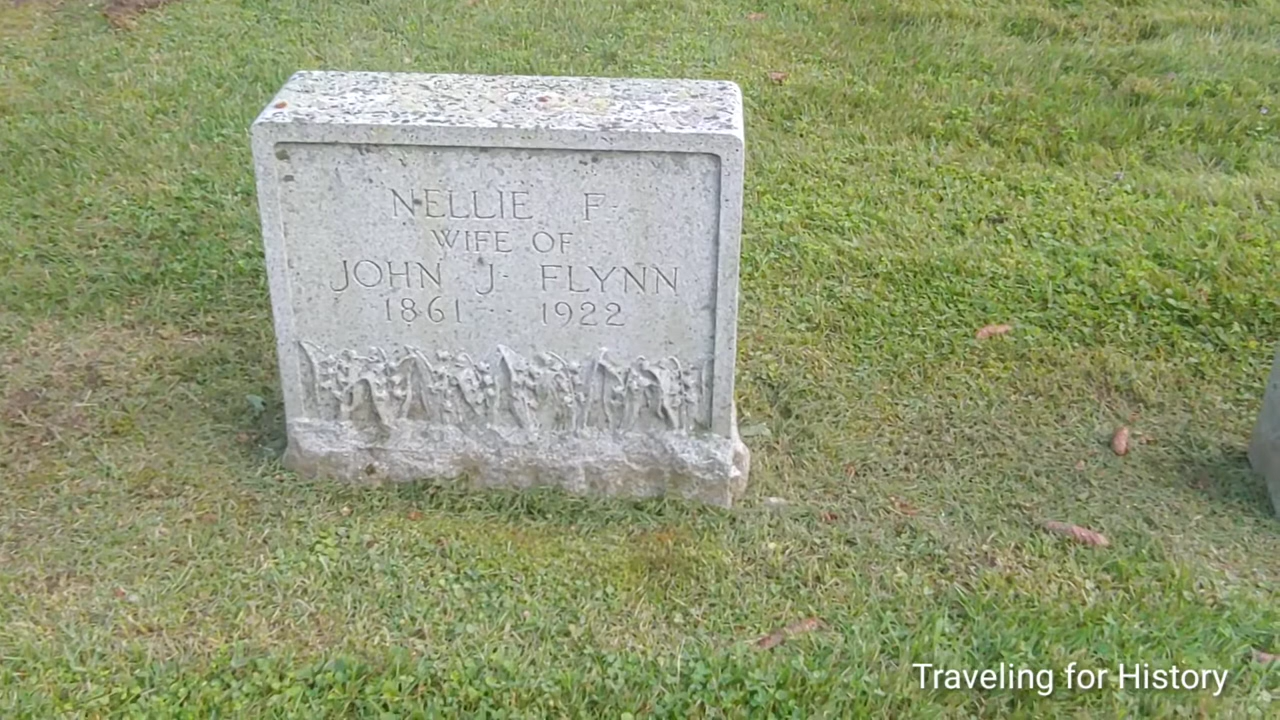 NELLIE F.
WIFE OF
JOHN J. FLYNN
1861 - 1922
Traveling for History